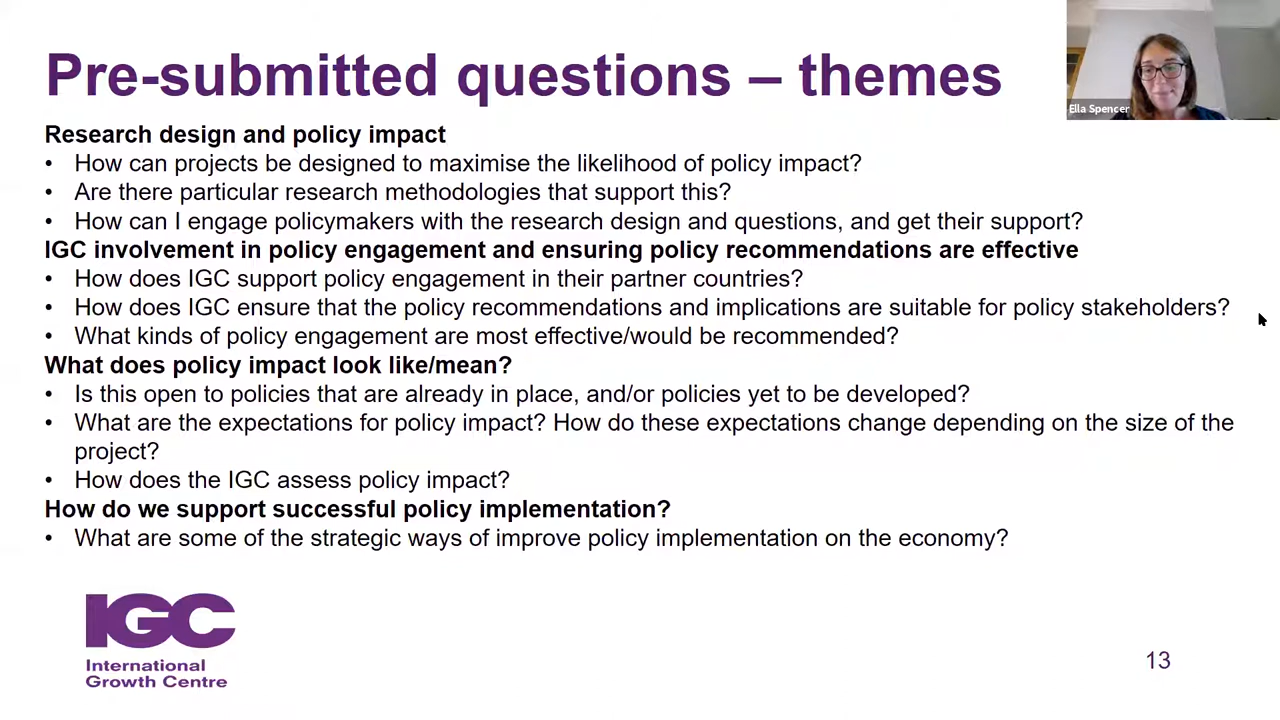 Pre-submitted questions – themes
Ella Spencer
Research design and policy impact
• How can projects be designed to maximise the likelihood of policy impact?
• Are there particular research methodologies that support this?
• How can I engage policymakers with the research design and questions, and get their support?
IGC involvement in policy engagement and ensuring policy recommendations are effective
• How does IGC support policy engagement in their partner countries?
• How does IGC ensure that the policy recommendations and implications are suitable for policy stakeholders?
• What kinds of policy engagement are most effective/would be recommended?
What does policy impact look like/mean?
• Is this open to policies that are already in place, and/or policies yet to be developed?
• What are the expectations for policy impact? How do these expectations change depending on the size of the
project?
• How does the IGC assess policy impact?
How do we support successful policy implementation?
• What are some of the strategic ways of improve policy implementation on the economy?
IGC
International
Growth Centre
13